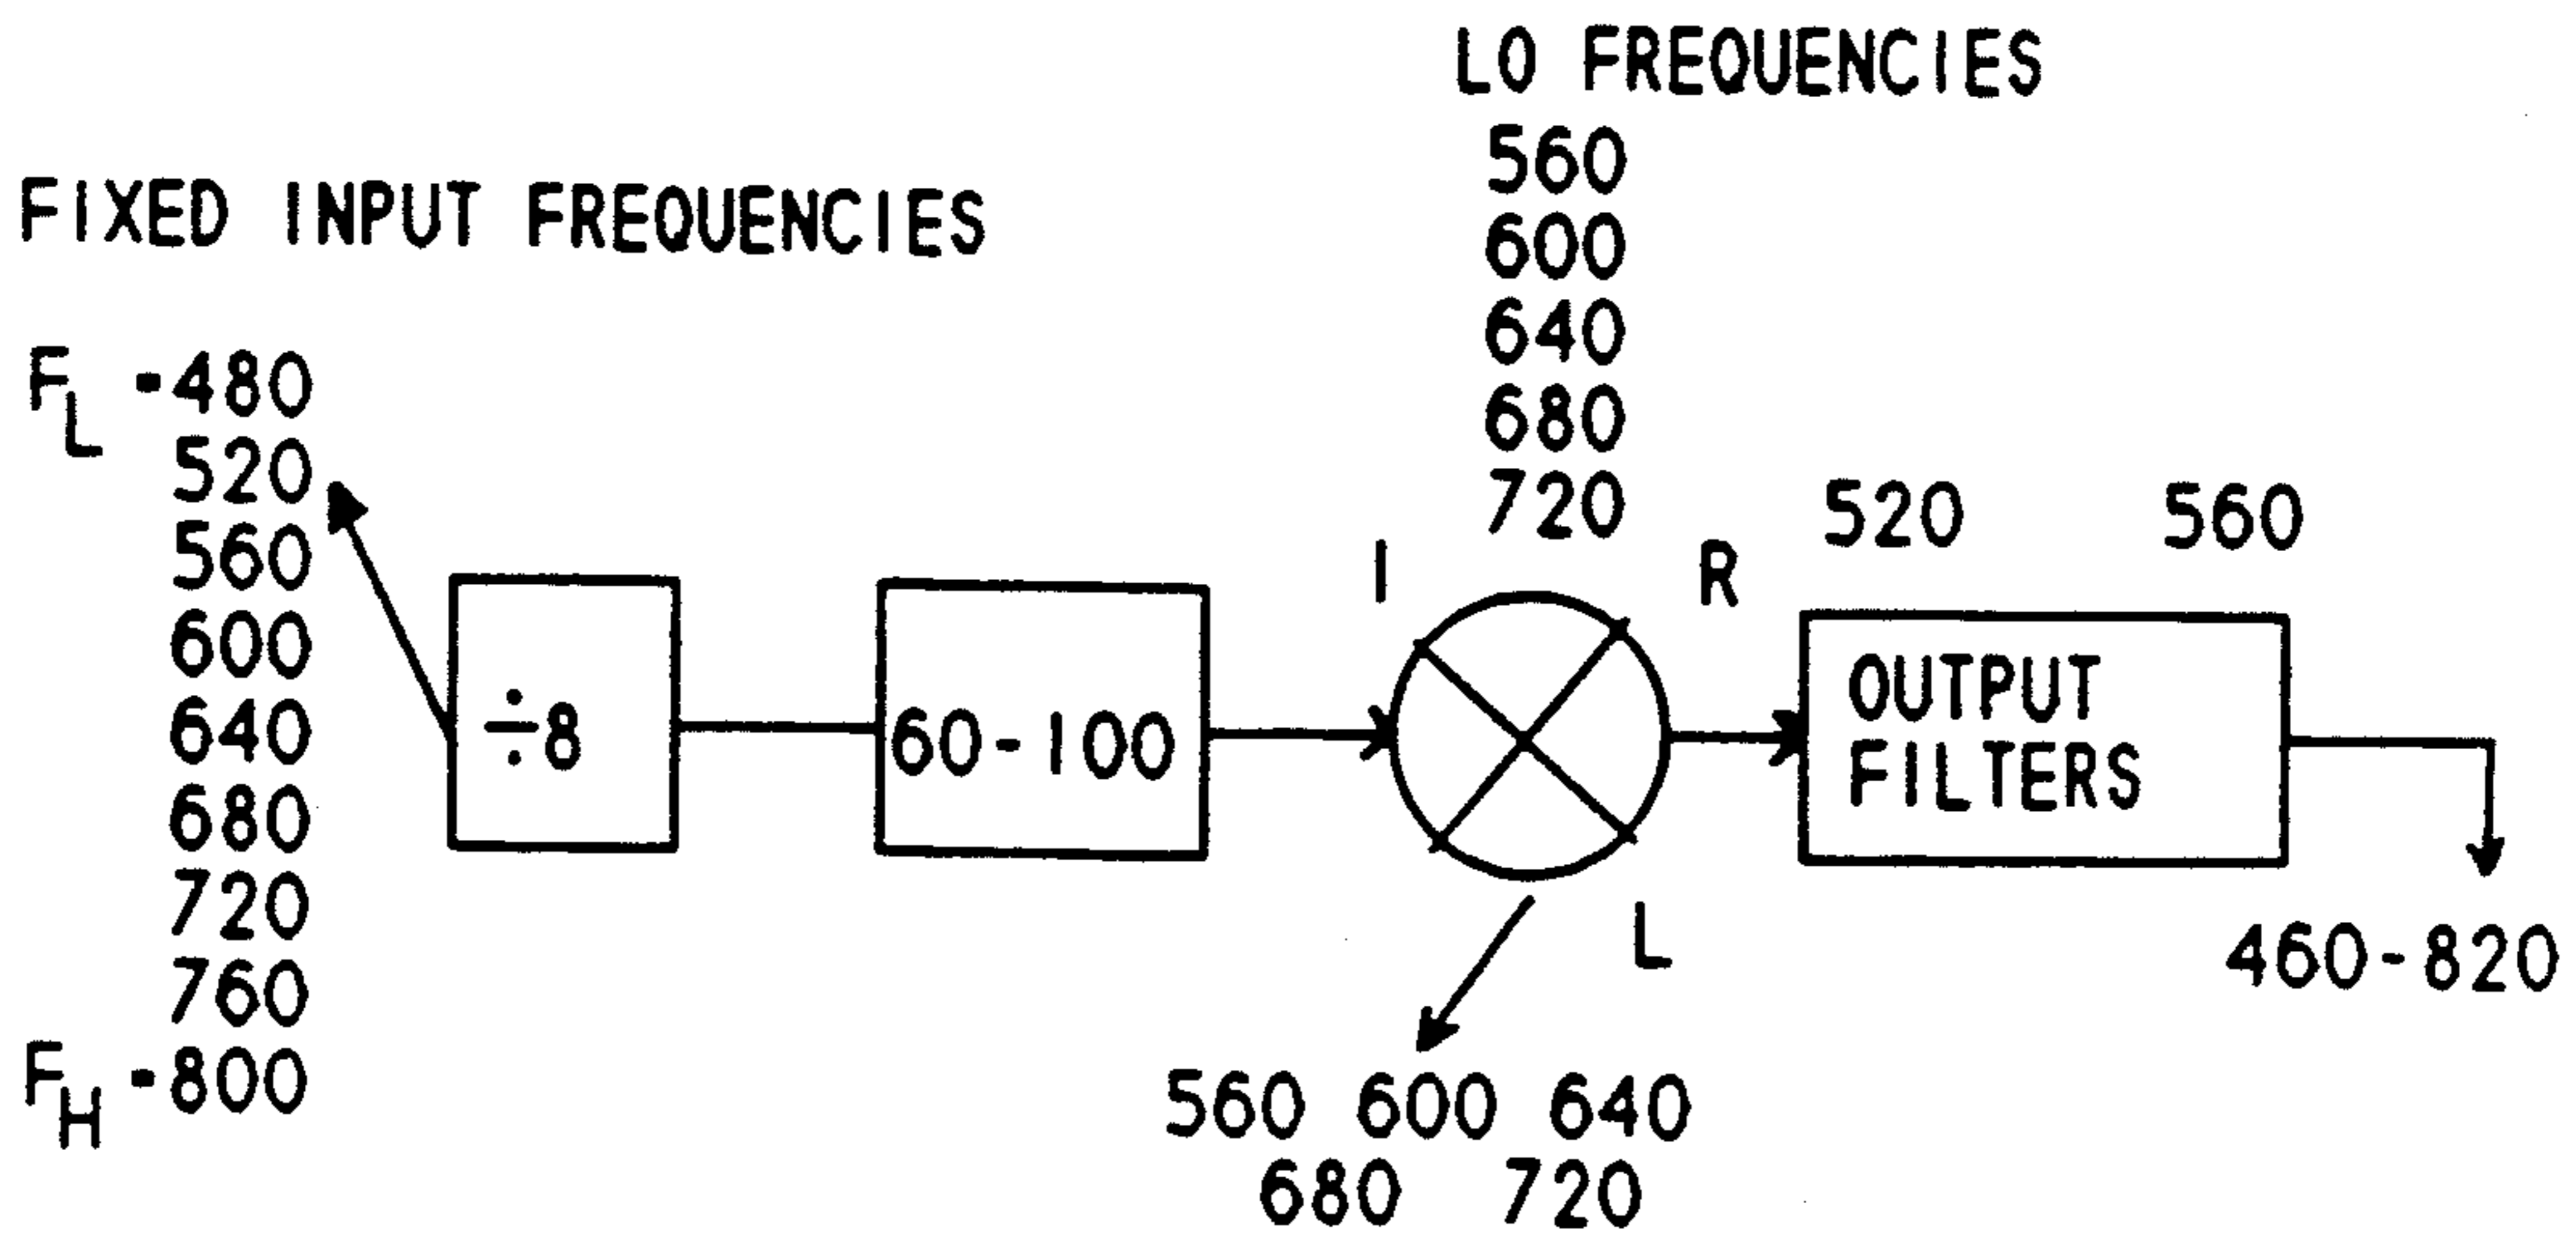 LO FREQUENCIES
560
600
640
680
720
FIXED INPUT FREQUENCIES
FL -480
520
560
600
640
680
720
760
FH -800
÷8
60-100
I
R
L
520 560
OUTPUT
FILTERS
460-820
560 600 640
680 720